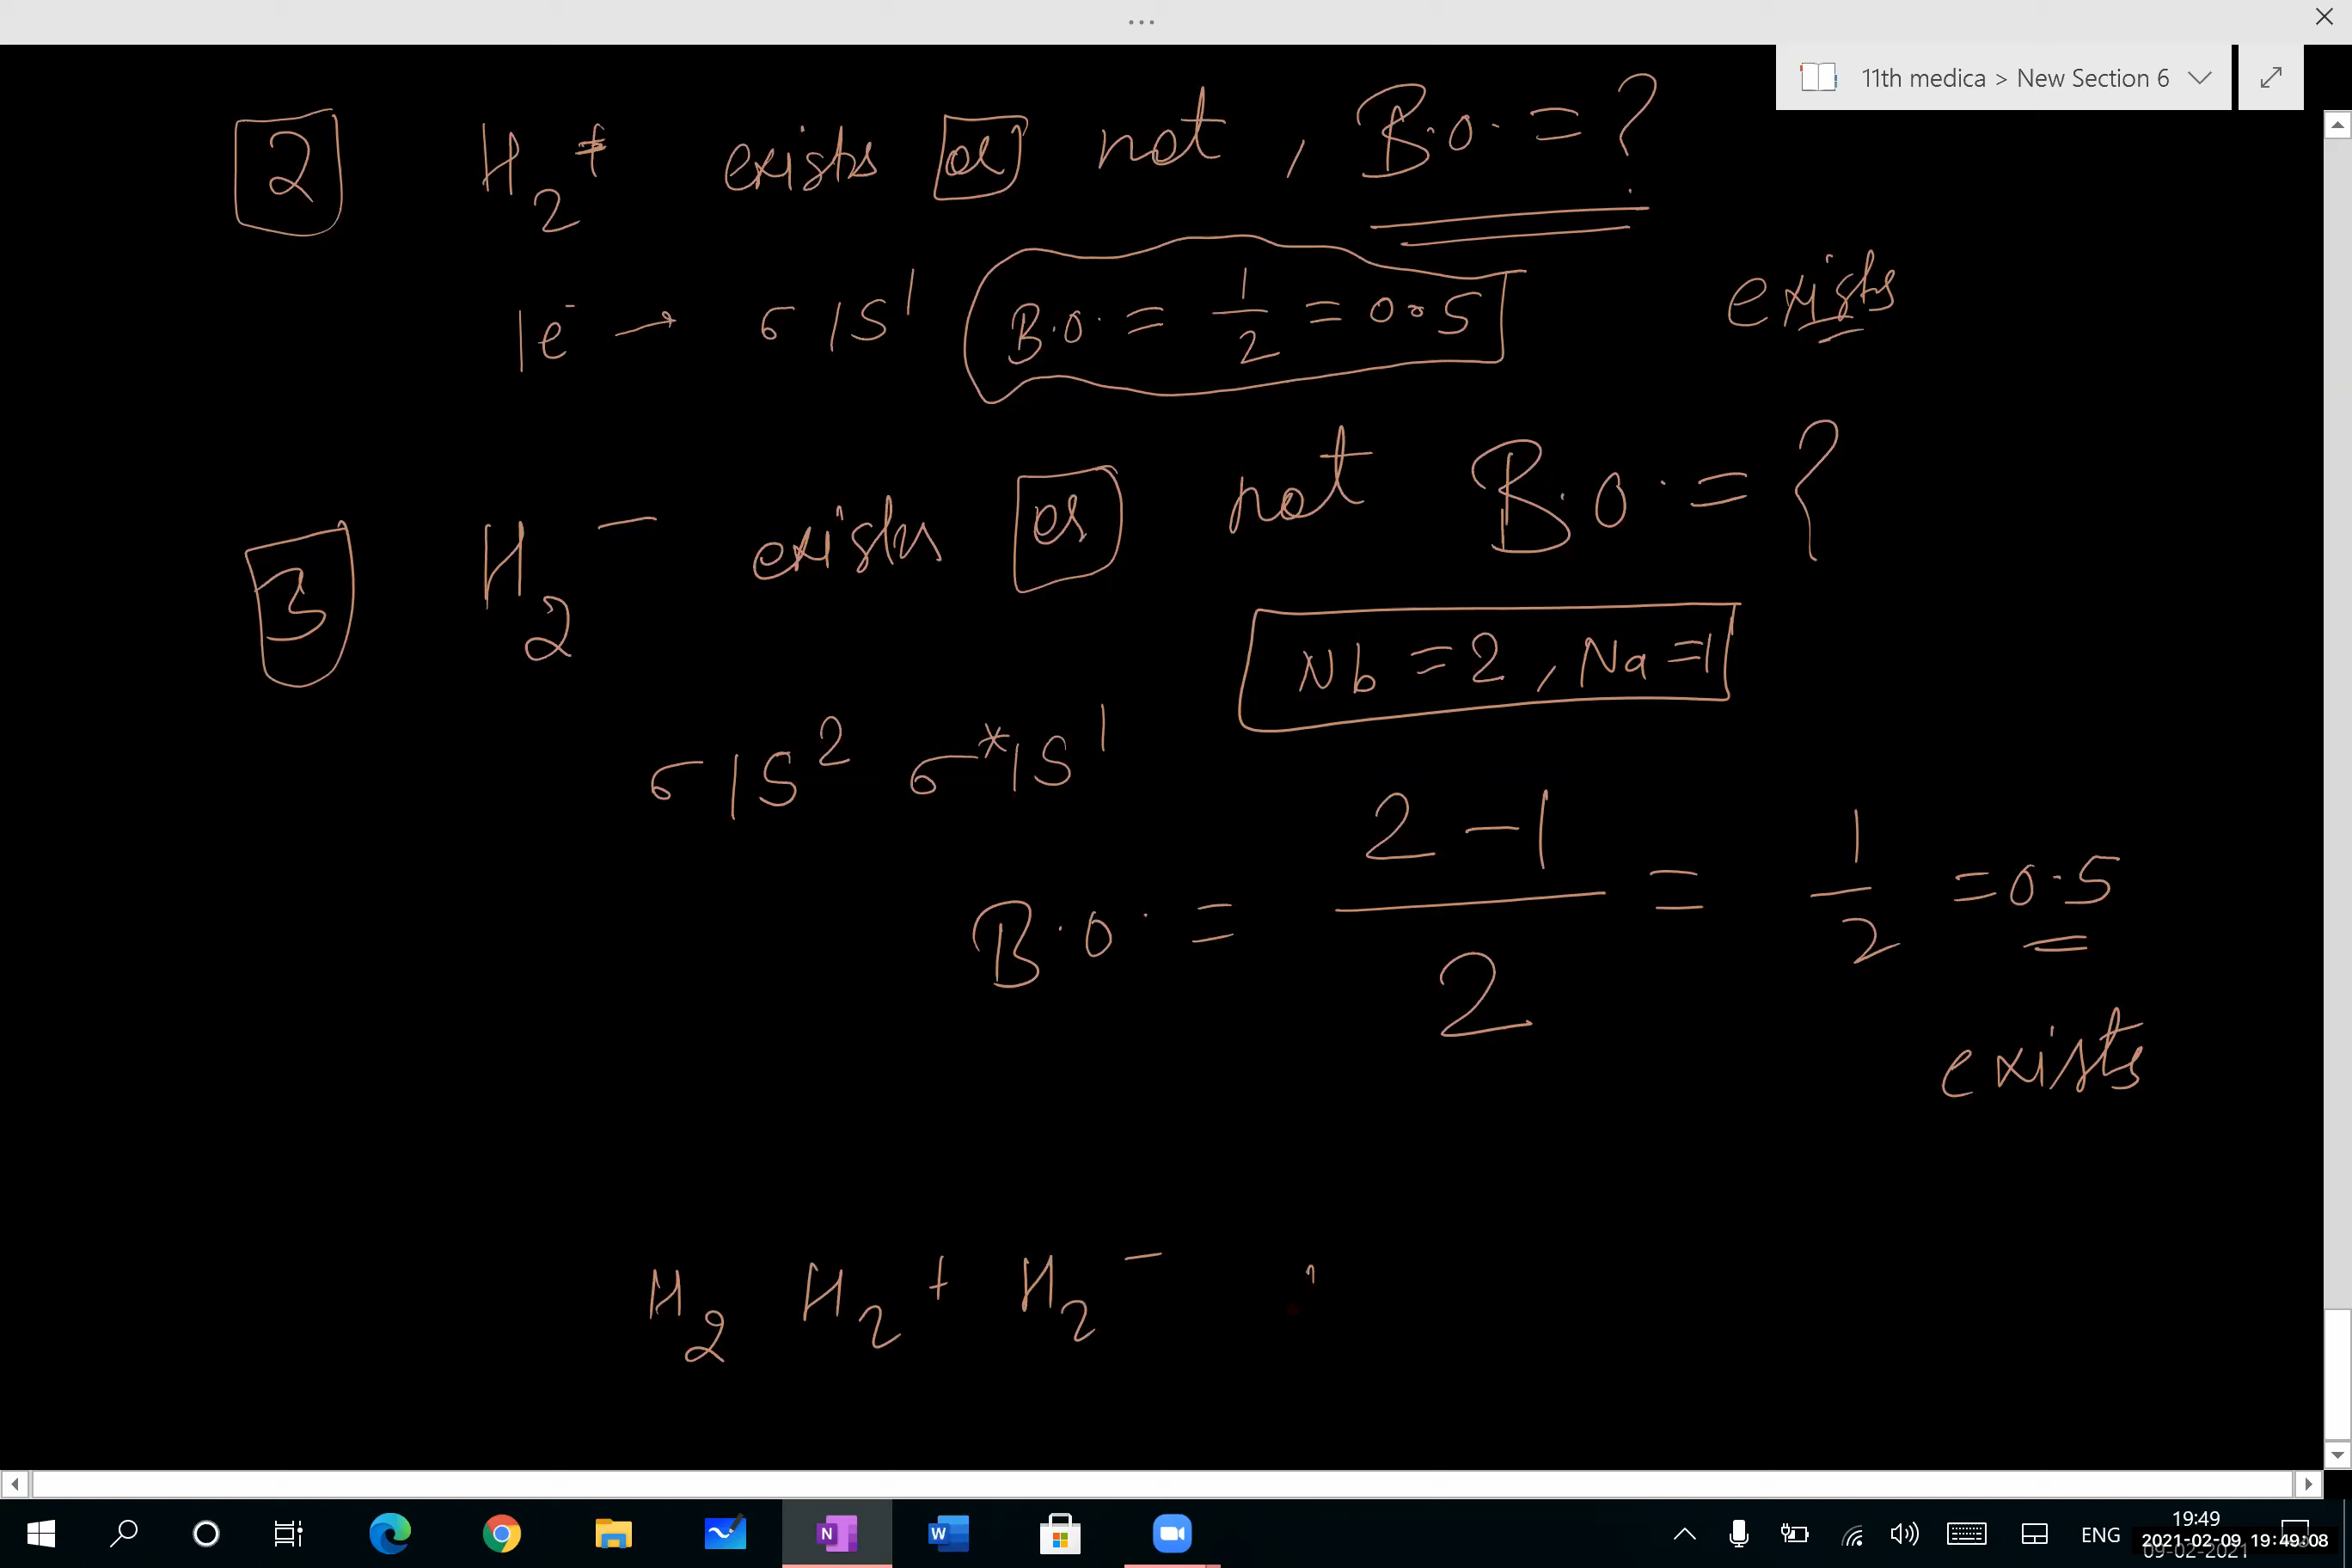 ...
11th medica > New Section 6
2 H₂⁺ exists or not, B.O. = ?
1e⁻ → σ1s¹ B.O. = 1/2 = 0.5 exists
3 H₂⁻ exists or not B.O. = ?
Nb = 2, Na = 1
σ1s² σ*1s¹
B.O. = 2-1/2 = 1/2 = 0.5
exists
H₂ H₂⁺ H₂⁻
ENG
19:49
2021-02-09 19:49:08
09-02-2021